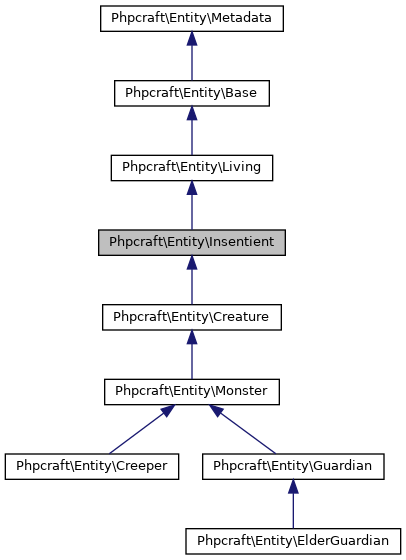 Phpcraft\Entity\Metadata
Phpcraft\Entity\Base
Phpcraft\Entity\Living
Phpcraft\Entity\Insentient
Phpcraft\Entity\Creature
Phpcraft\Entity\Monster
Phpcraft\Entity\Creeper
Phpcraft\Entity\Guardian
Phpcraft\Entity\ElderGuardian